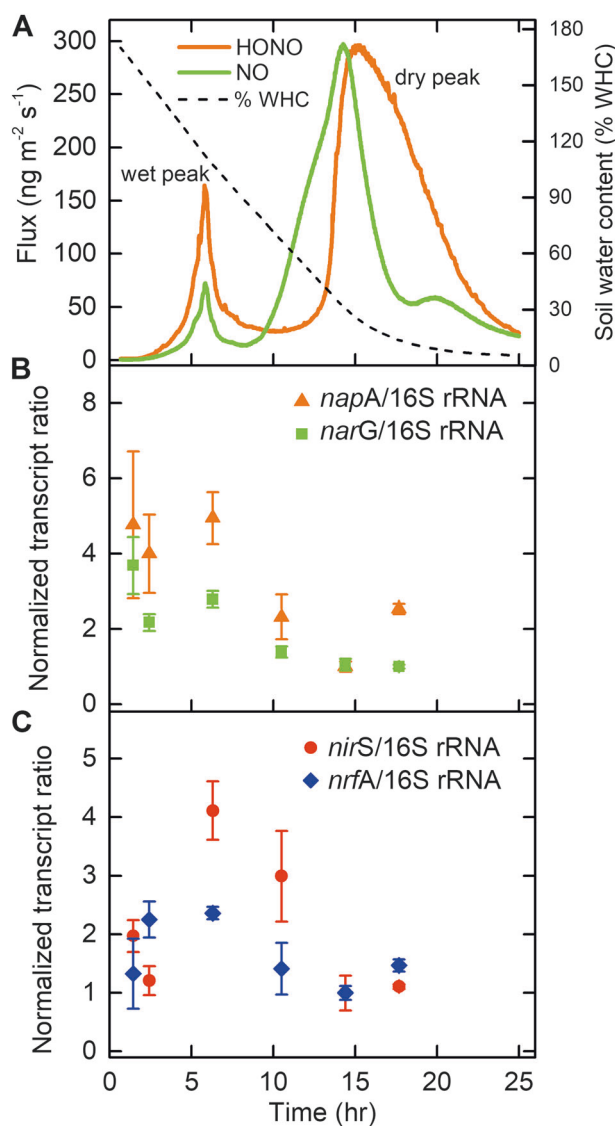 A
HONO
NO
% WHC
wet peak
dry peak
Flux (ng m⁻² s⁻¹)
300
250
200
150
100
50
0
180
150
120
90
60
30
0
Soil water content (% WHC)
B
napA/16S rRNA
narG/16S rRNA
Normalized transcript ratio
8
6
4
2
0
C
nirS/16S rRNA
nrfA/16S rRNA
Normalized transcript ratio
5
4
3
2
1
0
0 5 10 15 20 25
Time (hr)